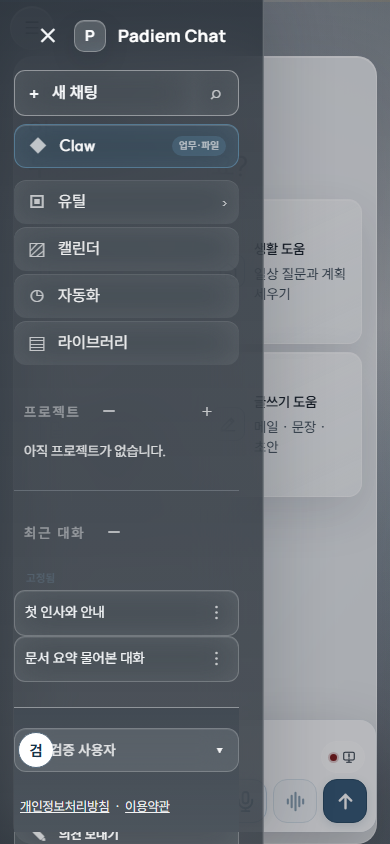 P Padiem Chat
+ 새 채팅
Claw 업무·파일
유틸
캘린더
자동화
라이브러리
프로젝트
아직 프로젝트가 없습니다.
최근 대화
고정됨
첫 인사와 안내
문서 요약 물어본 대화
검 검증 사용자
개인정보처리방침 · 이용약관
의견 보내기
생활 도움
일상 질문과 계획
세우기
글쓰기 도움
메일 · 문장 ·
초안